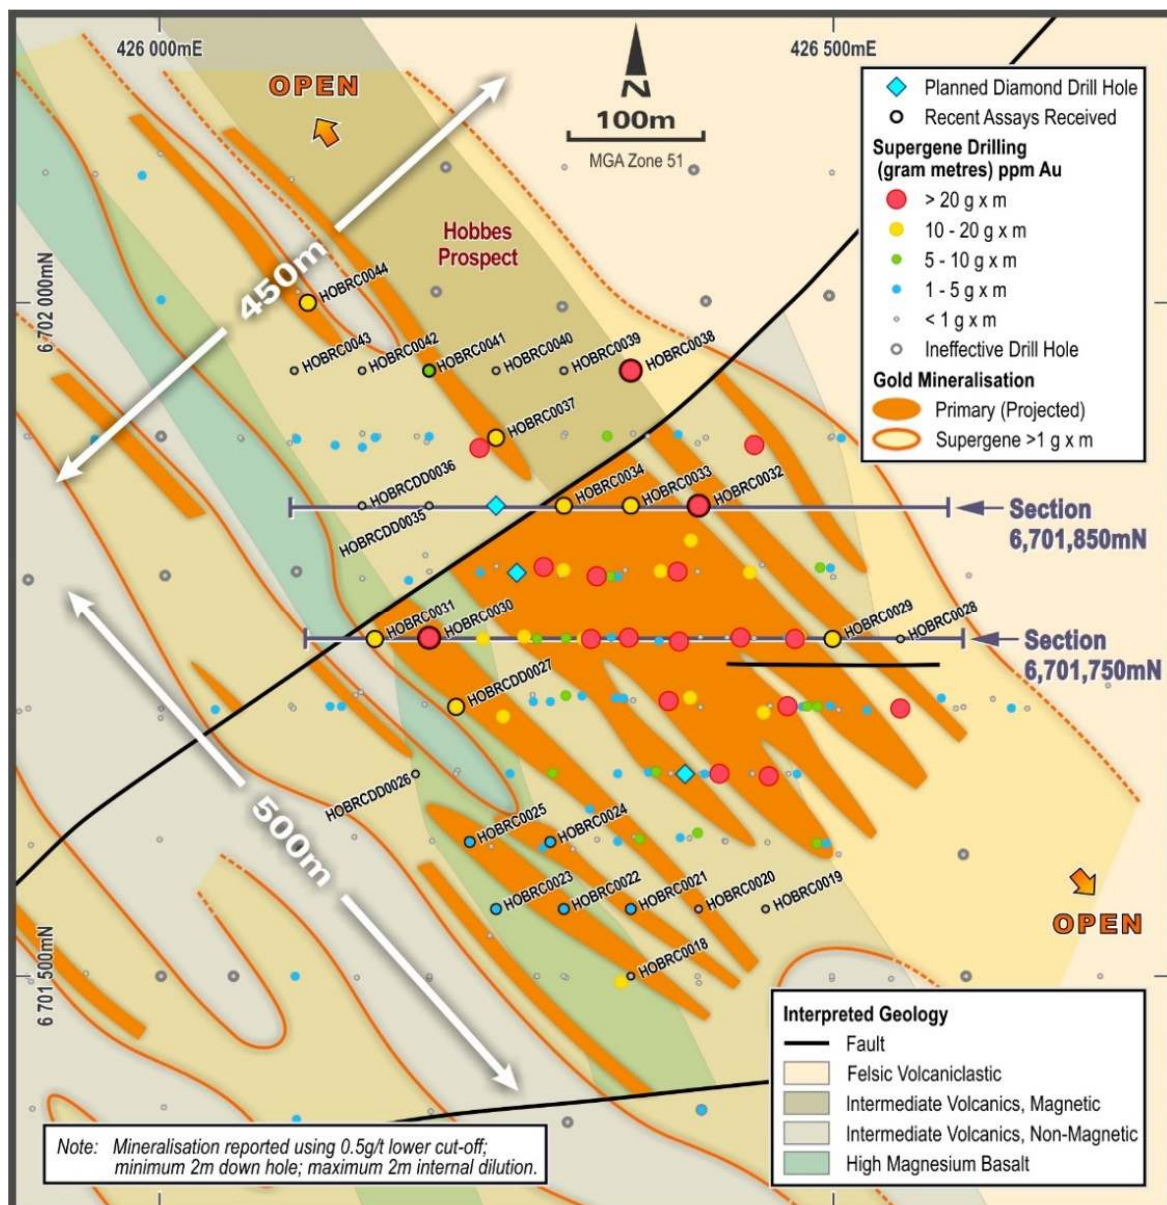 426 000mE
426 500mE
OPEN
N
100m
MGA Zone 51
Planned Diamond Drill Hole
Recent Assays Received
Supergene Drilling
(gram metres) ppm Au
> 20 g x m
10 - 20 g x m
5 - 10 g x m
1 - 5 g x m
< 1 g x m
Ineffective Drill Hole
Gold Mineralisation
Primary (Projected)
Supergene >1 g x m
Hobbes
Prospect
450m
6 702 000mN
HOBRC0044
HOBRC0043
HOBRC0042
HOBRC0041
HOBRC0040
HOBRC0039
HOBRC0038
HOBRC0037
HOBRCDD0036
HOBRCDD0035
HOBRC0034
HOBRC0033
HOBRC0032
Section
6,701,850mN
HOBRC0031
HOBRC0030
HOBRC0029
HOBRC0028
Section
6,701,750mN
HOBRCDD0027
HOBRCDD0026
500m
HOBRC0025
HOBRC0024
HOBRC0023
HOBRC0022
HOBRC0021
HOBRC0020
HOBRC0019
OPEN
HOBRC0018
6 701 500mN
Interpreted Geology
Fault
Felsic Volcaniclastic
Intermediate Volcanics, Magnetic
Intermediate Volcanics, Non-Magnetic
High Magnesium Basalt
Note: Mineralisation reported using 0.5g/t lower cut-off;
minimum 2m down hole; maximum 2m internal dilution.